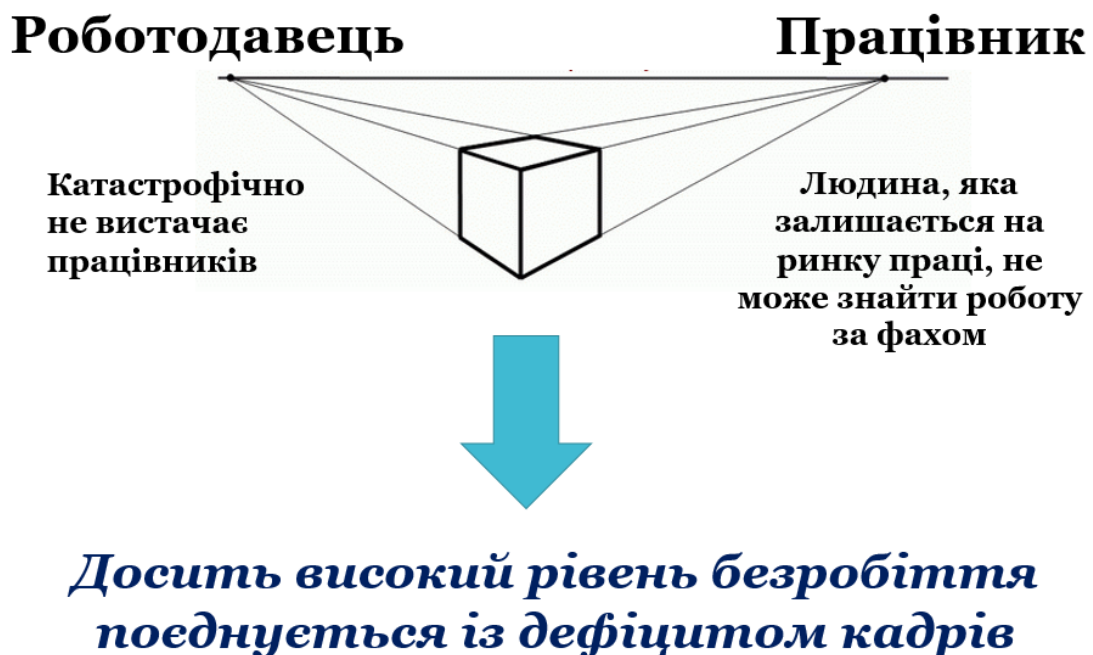 Роботодавець
Працівник
Катастрофічно
не вистачає
працівників
Людина, яка
залишається на
ринку праці, не
може знайти роботу
за фахом
Досить високий рівень безробіття
поєднується із дефіцитом кадрів